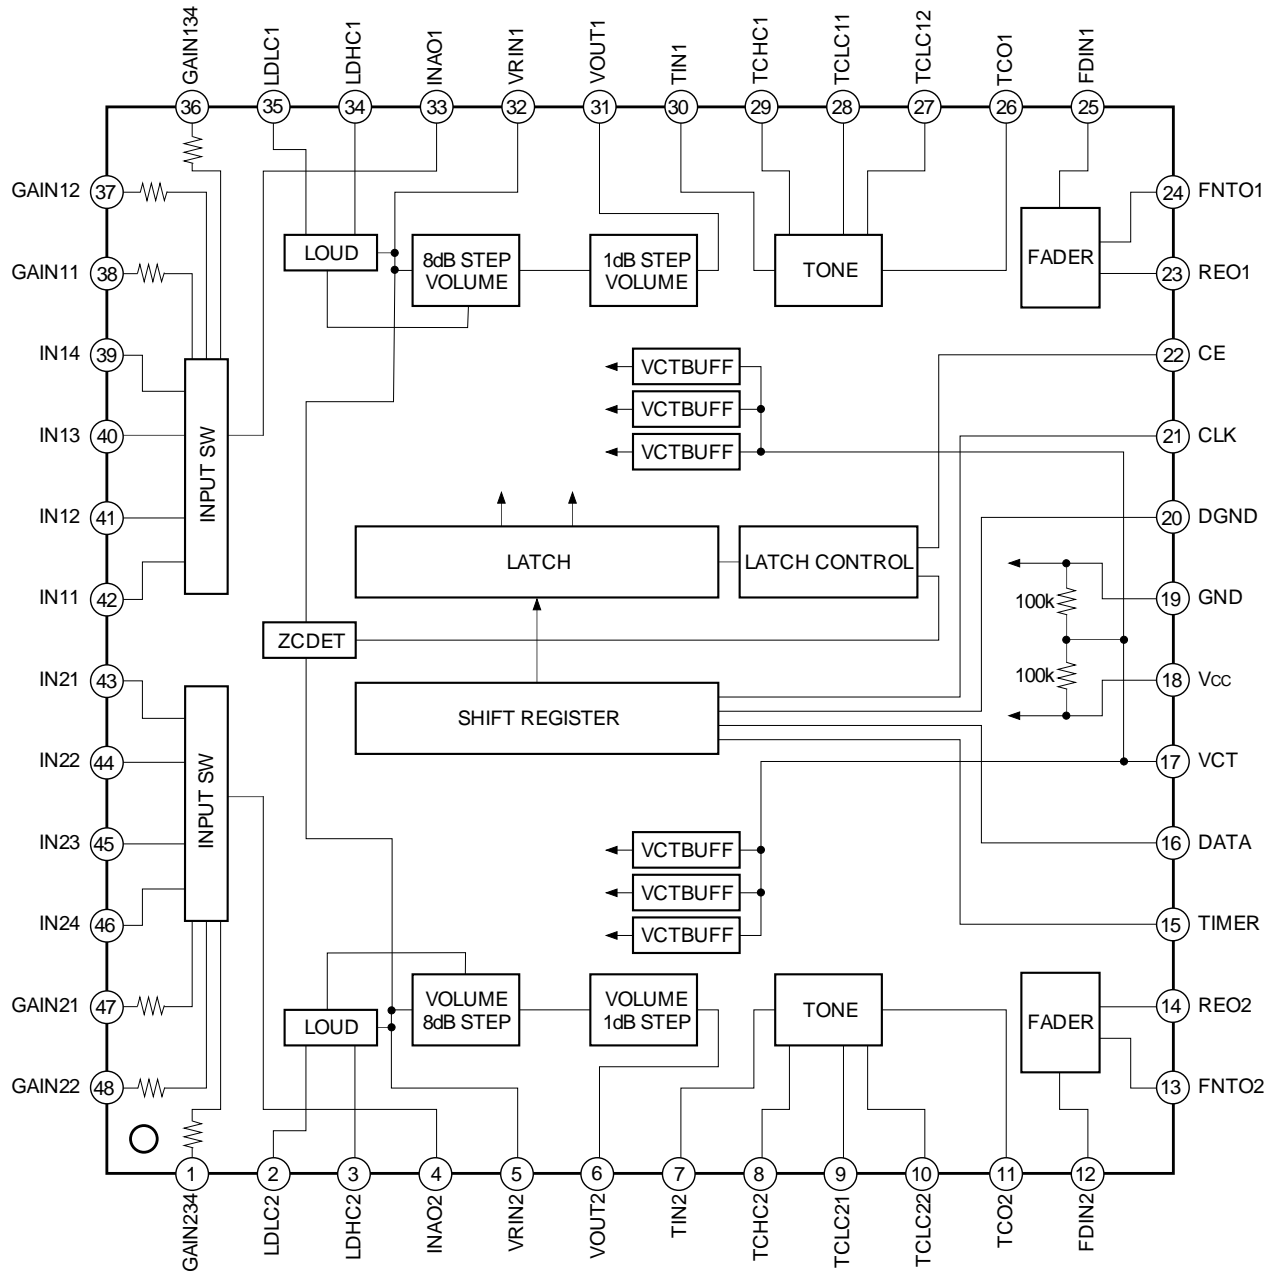 GAIN134
LDLC1
LDHC1
INAO1
VRIN1
VOUT1
TIN1
TCHC1
TCLC11
TCLC12
TCO1
FDIN1
36
35
34
33
32
31
30
29
28
27
26
25
GAIN12
37
24
FNTO1
LOUD
8dB STEP
VOLUME
1dB STEP
VOLUME
TONE
FADER
GAIN11
38
23
REO1
IN14
39
VCTBUFF
22
CE
VCTBUFF
IN13
40
INPUT SW
VCTBUFF
21
CLK
IN12
41
20
DGND
LATCH
LATCH CONTROL
IN11
42
100k
19
GND
ZCDET
IN21
43
100k
18
VCC
SHIFT REGISTER
IN22
44
INPUT SW
17
VCT
IN23
45
VCTBUFF
16
DATA
VCTBUFF
IN24
46
VCTBUFF
15
TIMER
GAIN21
47
LOUD
VOLUME
8dB STEP
VOLUME
1dB STEP
TONE
FADER
14
REO2
GAIN22
48
13
FNTO2
1
2
3
4
5
6
7
8
9
10
11
12
GAIN234
LDLC2
LDHC2
INAO2
VRIN2
VOUT2
TIN2
TCHC2
TCLC21
TCLC22
TCO2
FDIN2